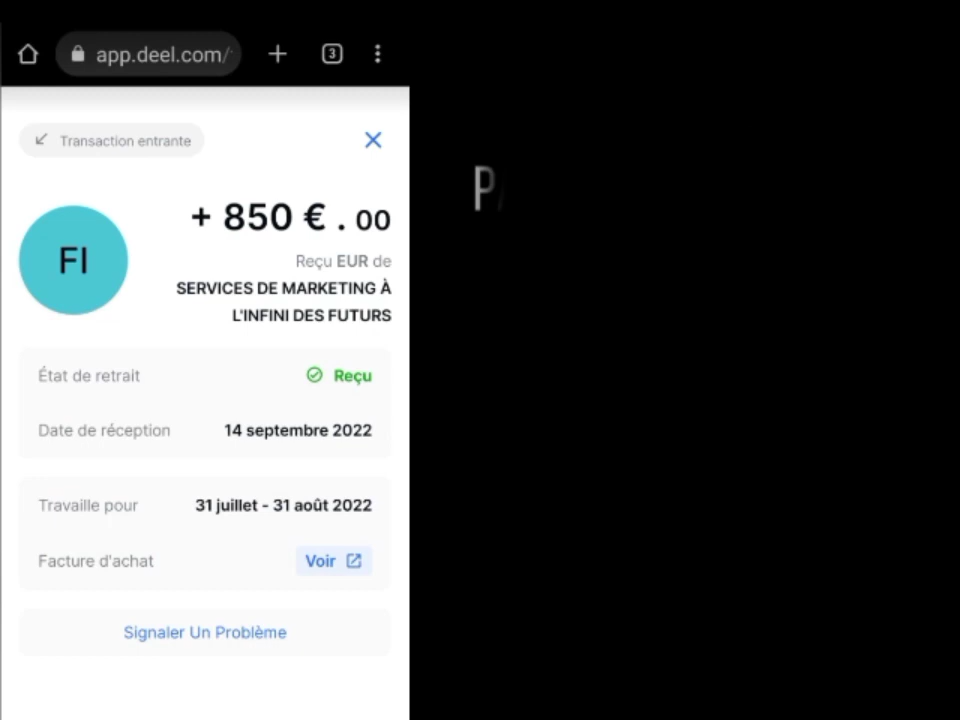 app.deel.com/
3
Transaction entrante
FI
+ 850 € . 00
Reçu EUR de
SERVICES DE MARKETING À
L'INFINI DES FUTURS
État de retrait
Reçu
Date de réception
14 septembre 2022
Travaille pour
31 juillet - 31 août 2022
Facture d'achat
Voir
Signaler Un Problème
P